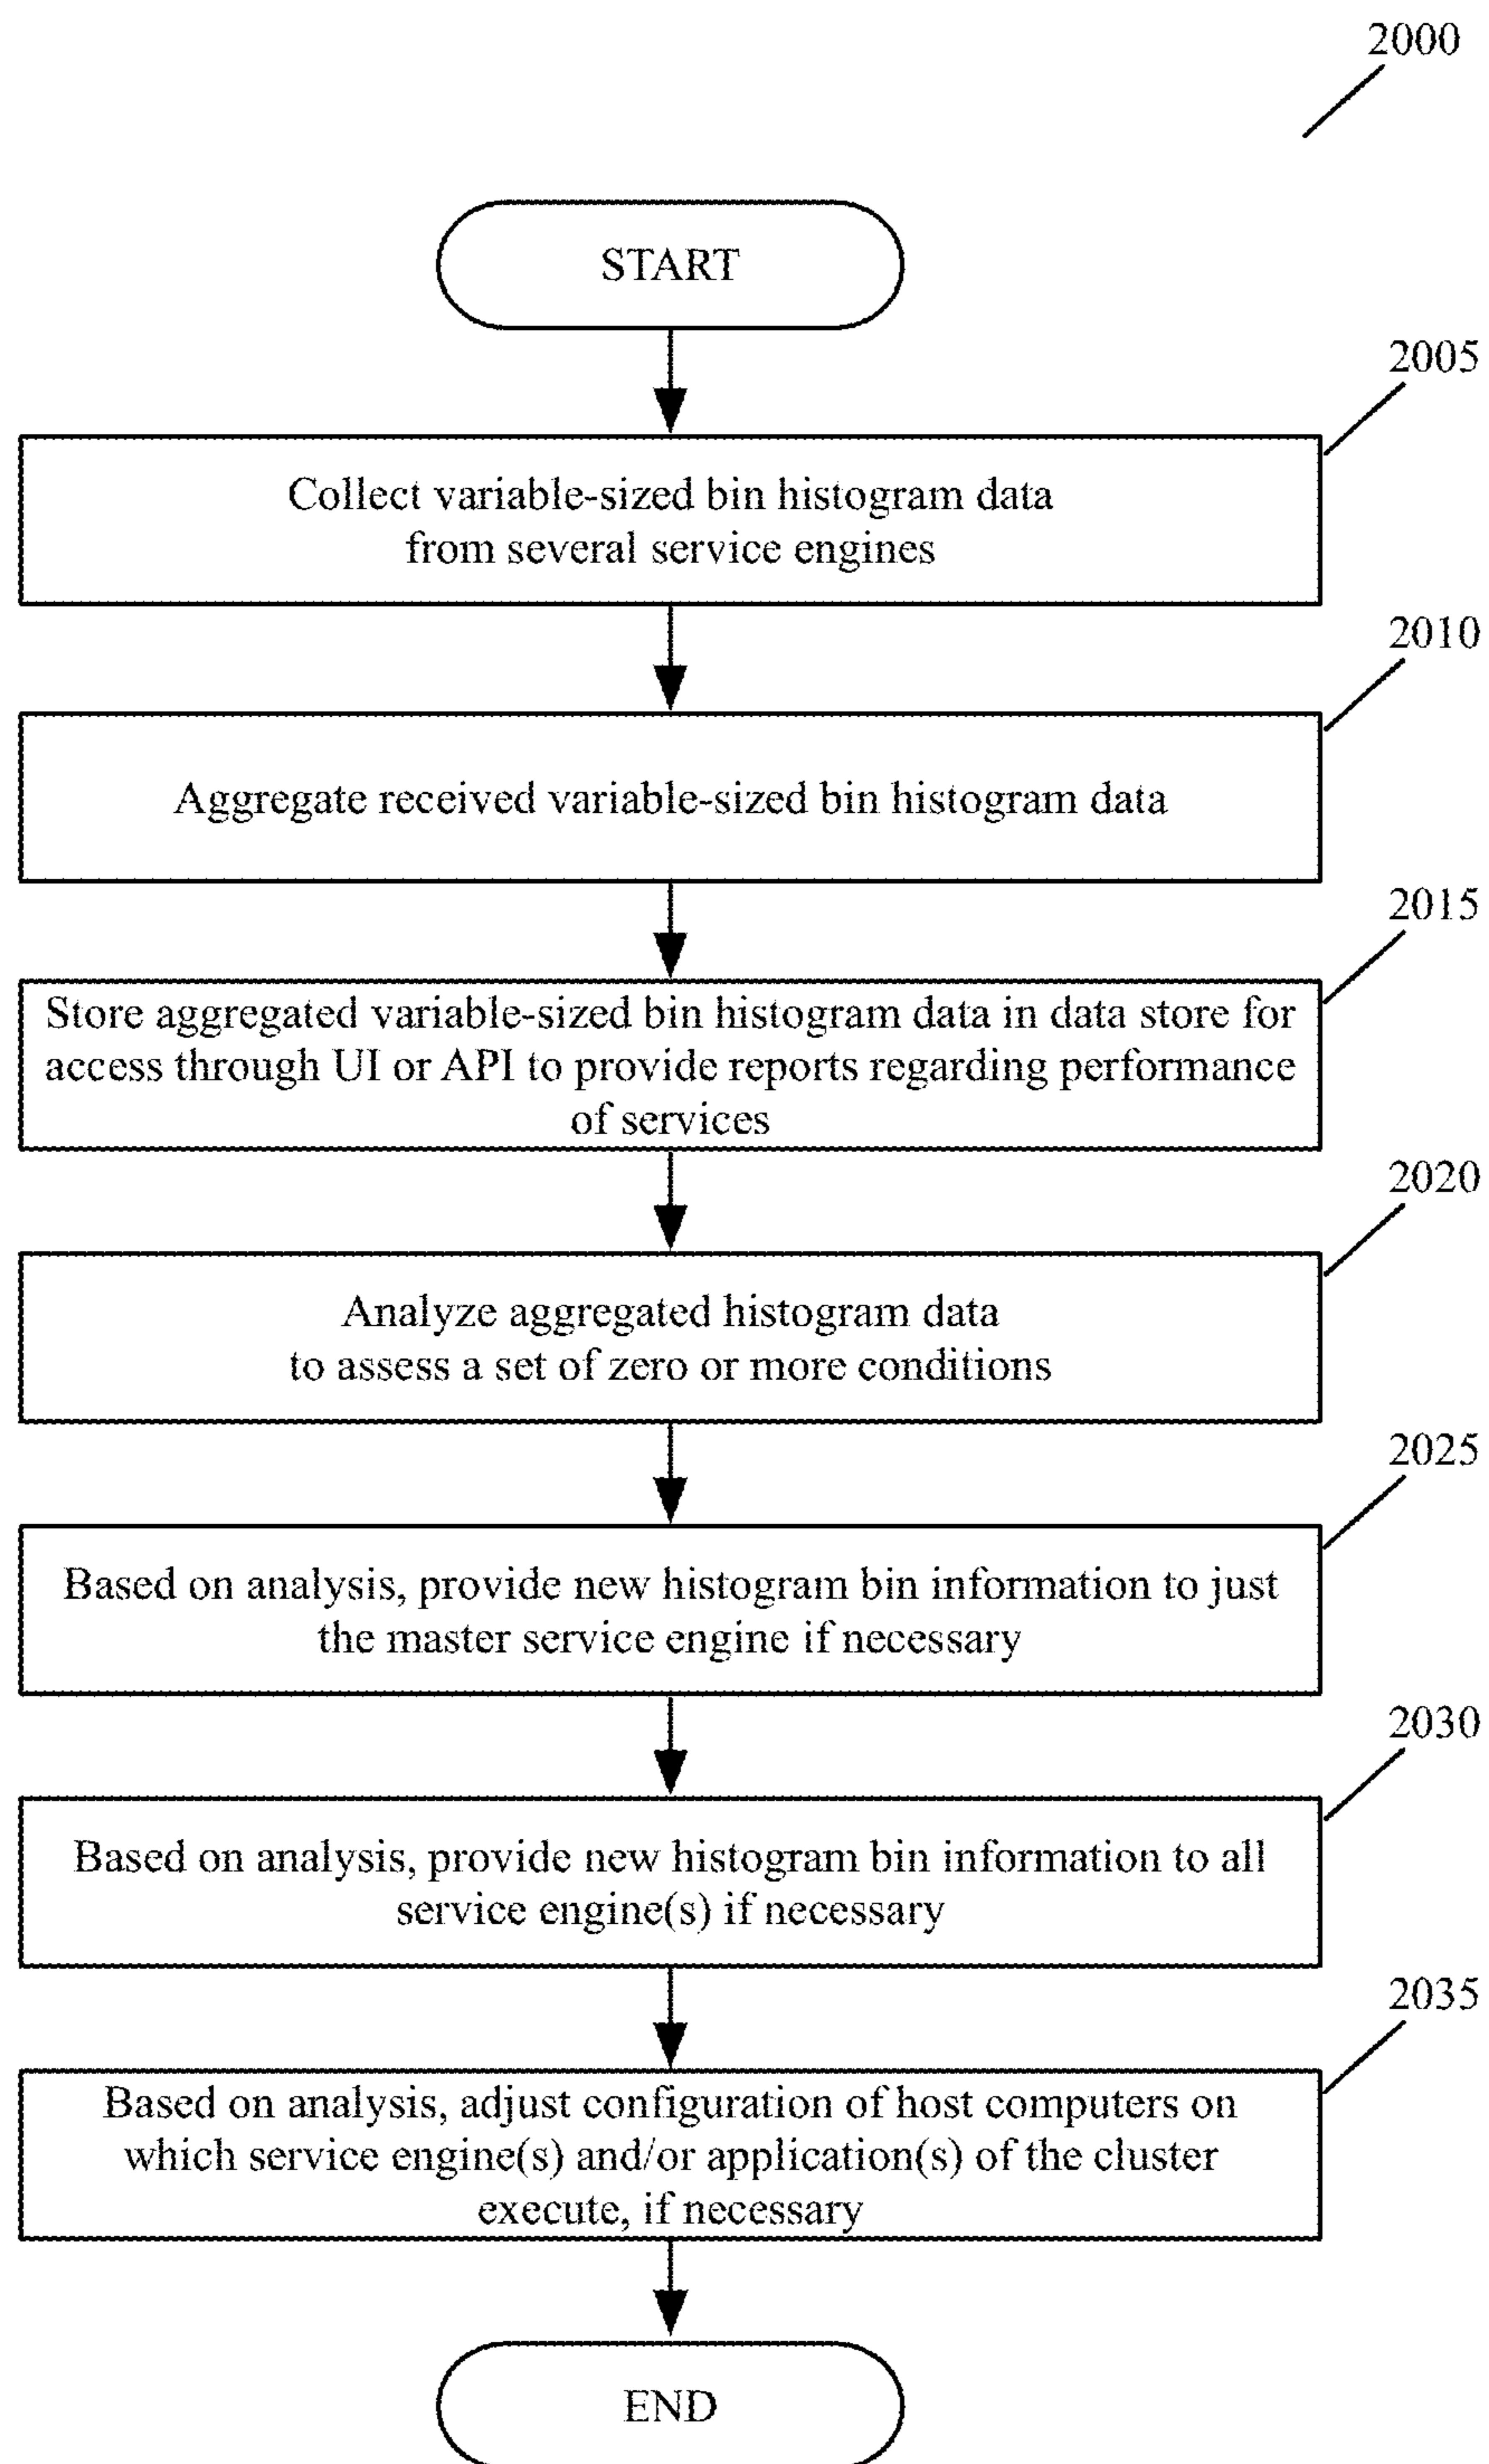 2000
START
2005
Collect variable-sized bin histogram data
from several service engines
2010
Aggregate received variable-sized bin histogram data
2015
Store aggregated variable-sized bin histogram data in data store for
access through UI or API to provide reports regarding performance
of services
2020
Analyze aggregated histogram data
to assess a set of zero or more conditions
2025
Based on analysis, provide new histogram bin information to just
the master service engine if necessary
2030
Based on analysis, provide new histogram bin information to all
service engine(s) if necessary
2035
Based on analysis, adjust configuration of host computers on
which service engine(s) and/or application(s) of the cluster
execute, if necessary
END